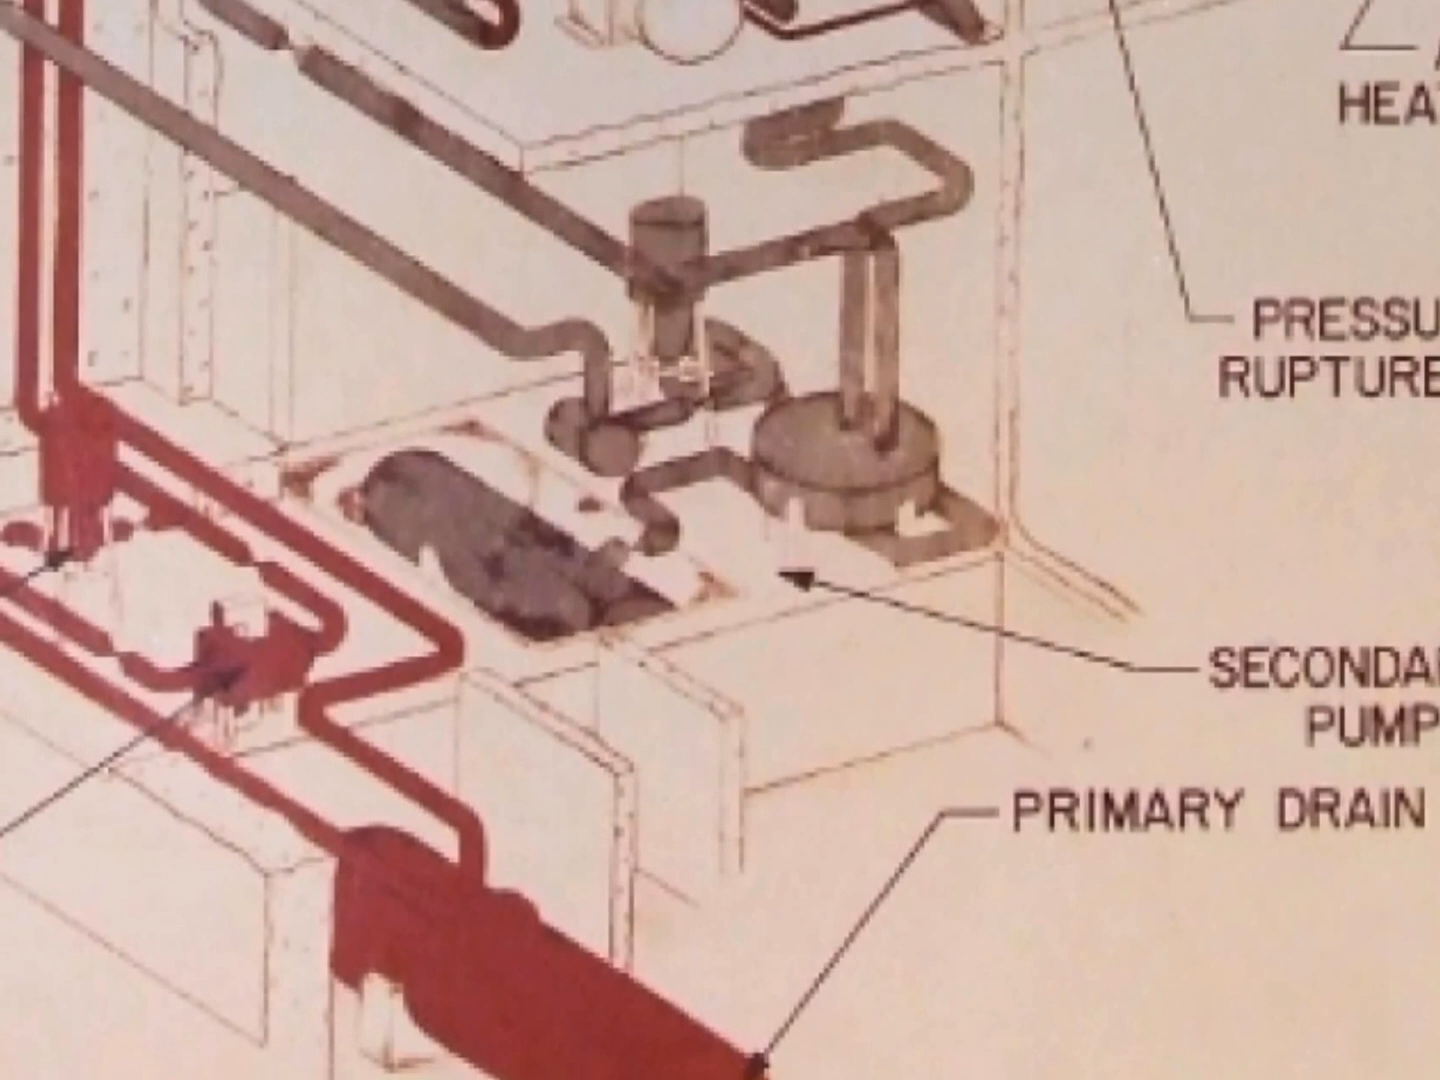 HEA
PRESSU
RUPTURE
SECONDA
PUMP
PRIMARY DRAIN